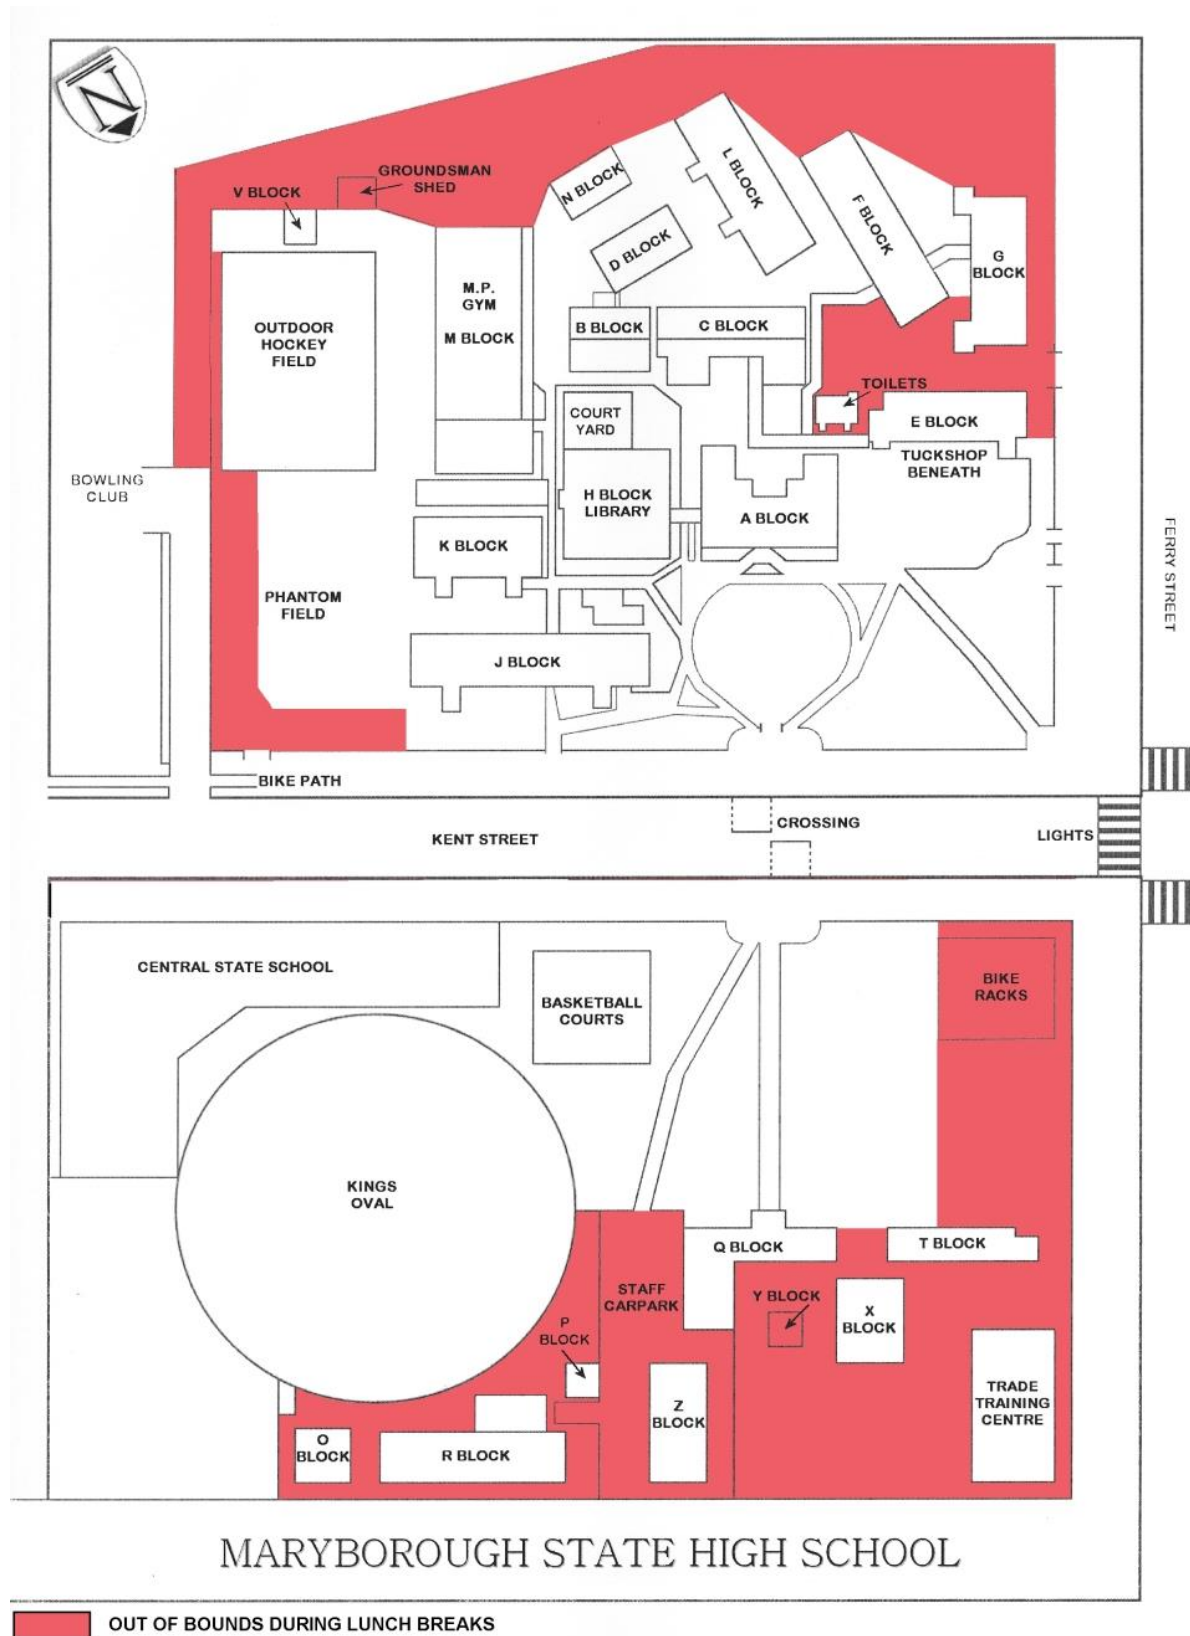 N
GROUNDSMAN
SHED
V BLOCK
N BLOCK
L BLOCK
D BLOCK
F BLOCK
G
BLOCK
M.P.
GYM
M BLOCK
OUTDOOR
HOCKEY
FIELD
B BLOCK
C BLOCK
TOILETS
COURT
YARD
E BLOCK
TUCKSHOP
BENEATH
BOWLING
CLUB
H BLOCK
LIBRARY
A BLOCK
K BLOCK
FERRY STREET
PHANTOM
FIELD
J BLOCK
BIKE PATH
KENT STREET
CROSSING
LIGHTS
CENTRAL STATE SCHOOL
BASKETBALL
COURTS
BIKE
RACKS
KINGS
OVAL
Q BLOCK
T BLOCK
STAFF
CARPARK
Y BLOCK
X
BLOCK
P
BLOCK
TRADE
TRAINING
CENTRE
Z
BLOCK
O
BLOCK
R BLOCK
MARYBOROUGH STATE HIGH SCHOOL
OUT OF BOUNDS DURING LUNCH BREAKS